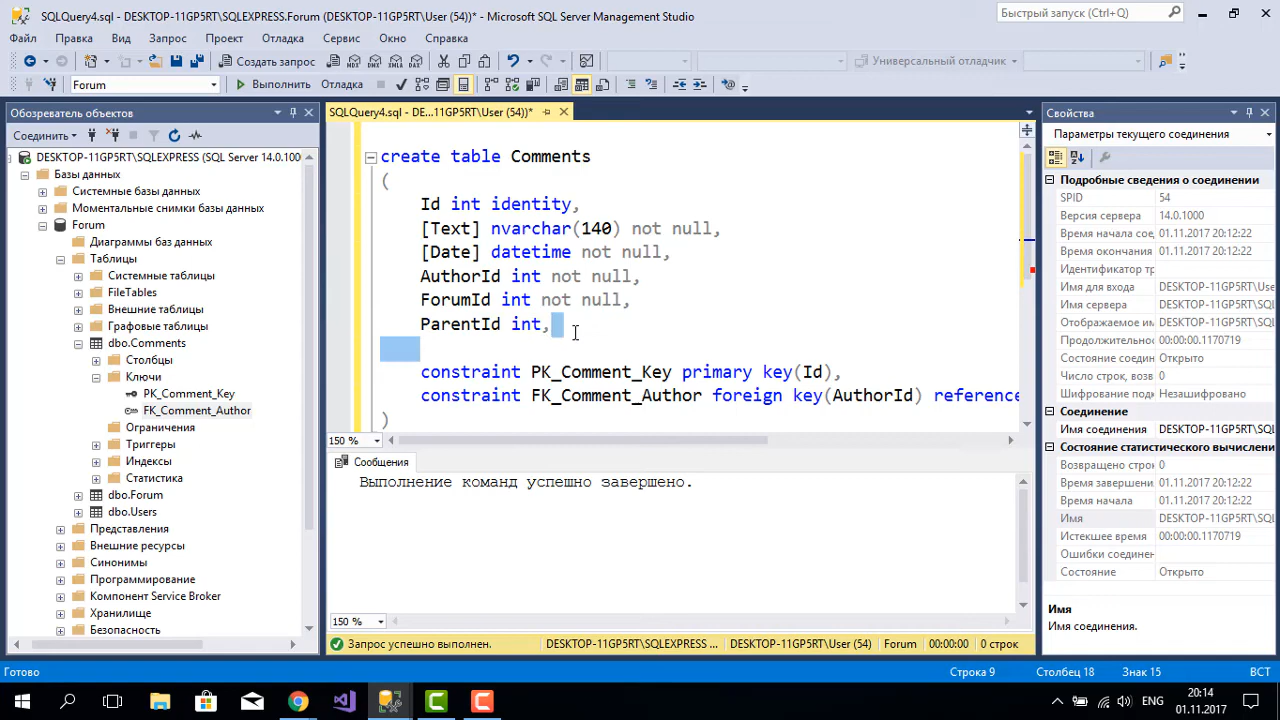 SQLQuery4.sql - DESKTOP-11GP5RT\SQLEXPRESS.Forum (DESKTOP-11GP5RT\User (54))* - Microsoft SQL Server Management Studio
Быстрый запуск (Ctrl+Q)
Файл Правка Вид Запрос Проект Отладка Сервис Окно Справка
Создать запрос
Универсальный отладчик
Forum
Выполнить Отладка
Обозреватель объектов
Соединить
DESKTOP-11GP5RT\SQLEXPRESS (SQL Server 14.0.1000
Базы данных
Системные базы данных
Моментальные снимки базы данных
Forum
Диаграммы баз данных
Таблицы
Системные таблицы
FileTables
Внешние таблицы
Графовые таблицы
dbo.Comments
Столбцы
Ключи
PK_Comment_Key
FK_Comment_Author
Ограничения
Триггеры
Индексы
Статистика
dbo.Forum
dbo.Users
Представления
Внешние ресурсы
Синонимы
Программирование
Компонент Service Broker
Хранилище
Безопасность
SQLQuery4.sql - DE...11GP5RT\User (54))*
create table Comments
(
Id int identity,
[Text] nvarchar(140) not null,
[Date] datetime not null,
AuthorId int not null,
ForumId int not null,
ParentId int,
constraint PK_Comment_Key primary key(Id),
constraint FK_Comment_Author foreign key(AuthorId) reference
)
150 %
Сообщения
Выполнение команд успешно завершено.
150 %
Запрос успешно выполнен. DESKTOP-11GP5RT\SQLEXPRESS ... DESKTOP-11GP5RT\User (54) Forum 00:00:00 0 строк
Свойства
Параметры текущего соединения
Подробные сведения о соединении
SPID 54
Версия сервера 14.0.1000
Время начала сое 01.11.2017 20:12:22
Время окончания 01.11.2017 20:12:22
Идентификатор тр
Имя для входа DESKTOP-11GP5RT\Use
Имя сервера DESKTOP-11GP5RT\SQL
Отображаемое им DESKTOP-11GP5RT\SQL
Продолжительно 00:00:00.1170719
Состояние соедин Открыто
Число строк, возв 0
Шифрование подк Незашифровано
Соединение
Имя соединения DESKTOP-11GP5RT\SQ
Состояние статистического вычислени
Возвращено строк 0
Время завершени 01.11.2017 20:12:22
Время начала 01.11.2017 20:12:22
Имя DESKTOP-11GP5RT\SQ
Истекшее время 00:00:00.1170719
Ошибки соединен
Состояние Открыто
Имя
Имя соединения.
Готово Строка 9 Столбец 18 Знак 15 ВСТ
ENG
20:14
01.11.2017